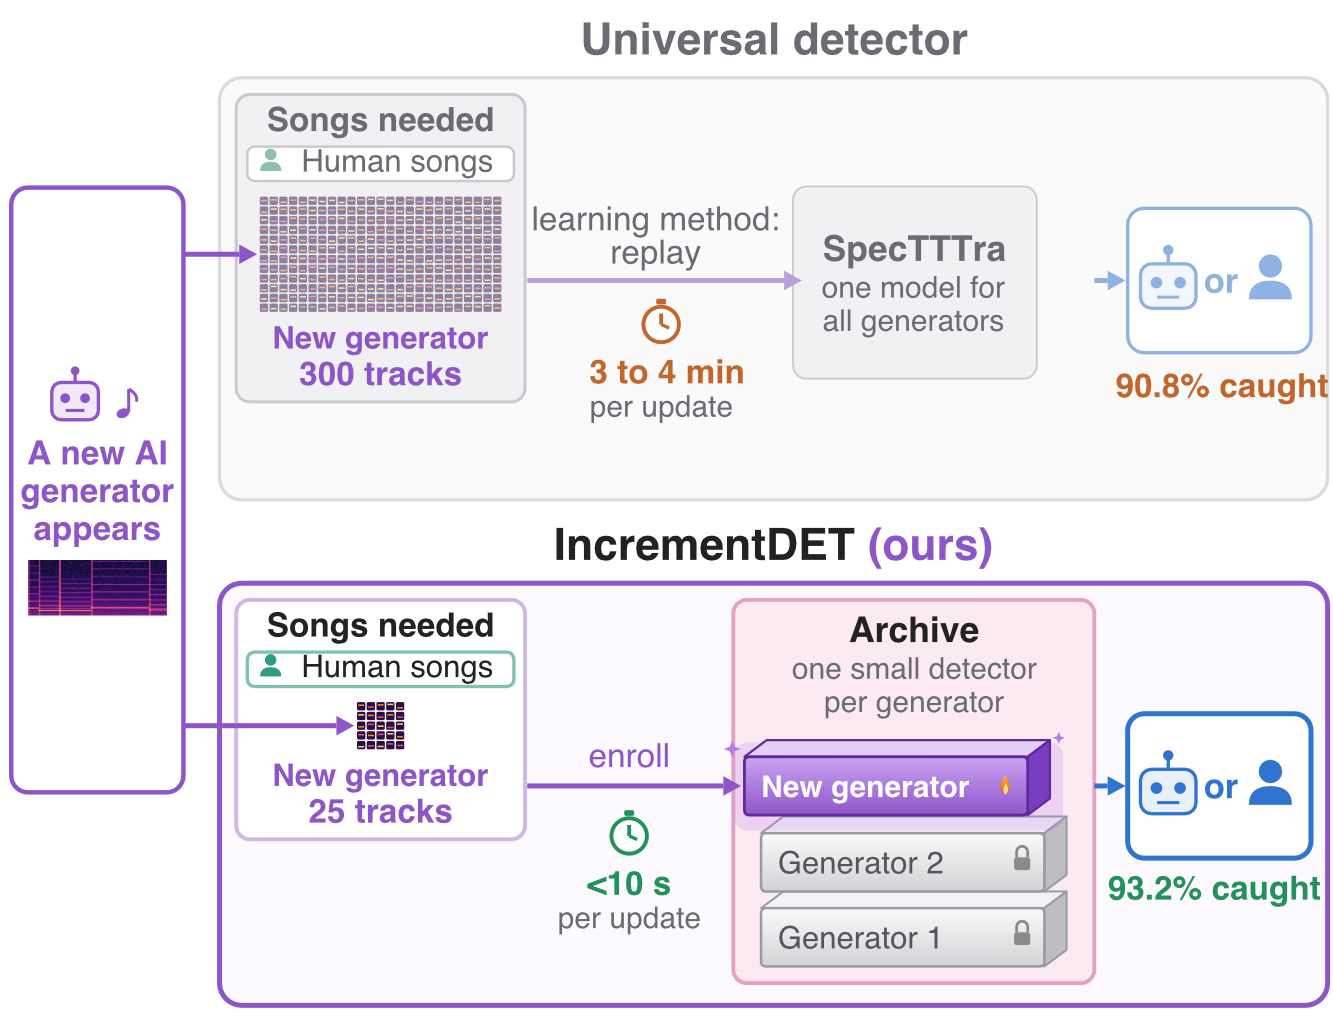 Universal detector
Songs needed
Human songs
New generator
300 tracks
learning method:
replay
3 to 4 min
per update
SpecTTTra
one model for
all generators
or
90.8% caught
A new AI
generator
appears
IncrementDET (ours)
Songs needed
Human songs
New generator
25 tracks
enroll
<10 s
per update
Archive
one small detector
per generator
New generator
Generator 2
Generator 1
or
93.2% caught